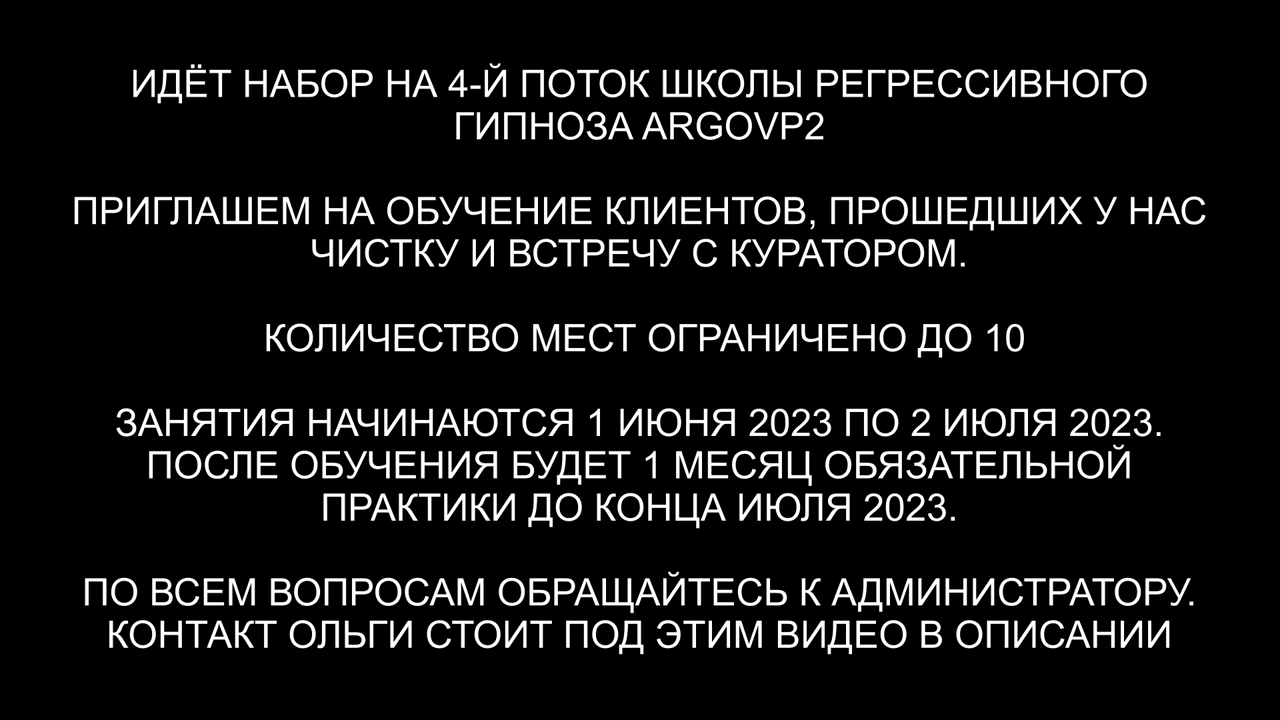 ИДЁТ НАБОР НА 4-Й ПОТОК ШКОЛЫ РЕГРЕССИВНОГО
ГИПНОЗА ARGOVP2
ПРИГЛАШЕМ НА ОБУЧЕНИЕ КЛИЕНТОВ, ПРОШЕДШИХ У НАС
ЧИСТКУ И ВСТРЕЧУ С КУРАТОРОМ.
КОЛИЧЕСТВО МЕСТ ОГРАНИЧЕНО ДО 10
ЗАНЯТИЯ НАЧИНАЮТСЯ 1 ИЮНЯ 2023 ПО 2 ИЮЛЯ 2023.
ПОСЛЕ ОБУЧЕНИЯ БУДЕТ 1 МЕСЯЦ ОБЯЗАТЕЛЬНОЙ
ПРАКТИКИ ДО КОНЦА ИЮЛЯ 2023.
ПО ВСЕМ ВОПРОСАМ ОБРАЩАЙТЕСЬ К АДМИНИСТРАТОРУ.
КОНТАКТ ОЛЬГИ СТОИТ ПОД ЭТИМ ВИДЕО В ОПИСАНИИ